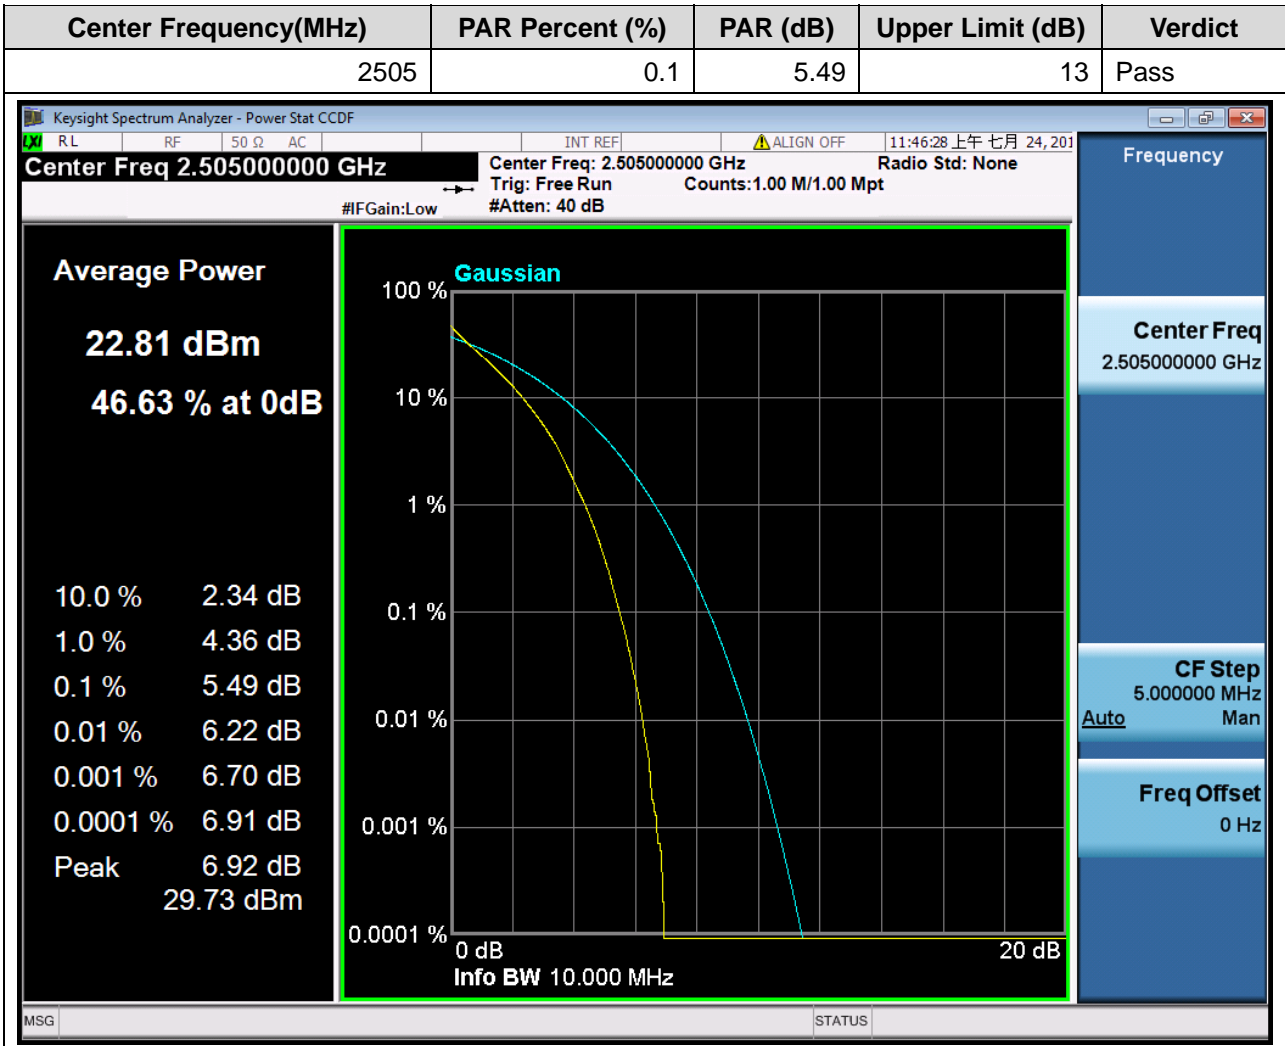 Center Frequency(MHz) PAR Percent (%) PAR (dB) Upper Limit (dB) Verdict
2505 0.1 5.49 13 Pass
Keysight Spectrum Analyzer - Power Stat CCDF
LXI RL RF 50 Ω AC INT REF ALIGN OFF 11:46:28 上午 七月 24, 201
Center Freq 2.505000000 GHz
Center Freq: 2.505000000 GHz Radio Std: None
Trig: Free Run Counts:1.00 M/1.00 Mpt
#IFGain:Low #Atten: 40 dB
Frequency
Average Power
22.81 dBm
46.63 % at 0dB
10.0 % 2.34 dB
1.0 % 4.36 dB
0.1 % 5.49 dB
0.01 % 6.22 dB
0.001 % 6.70 dB
0.0001 % 6.91 dB
Peak 6.92 dB
29.73 dBm
Gaussian
100 %
10 %
1 %
0.1 %
0.01 %
0.001 %
0.0001 %
0 dB 20 dB
Info BW 10.000 MHz
Center Freq
2.505000000 GHz
CF Step
5.000000 MHz
Auto Man
Freq Offset
0 Hz
MSG STATUS